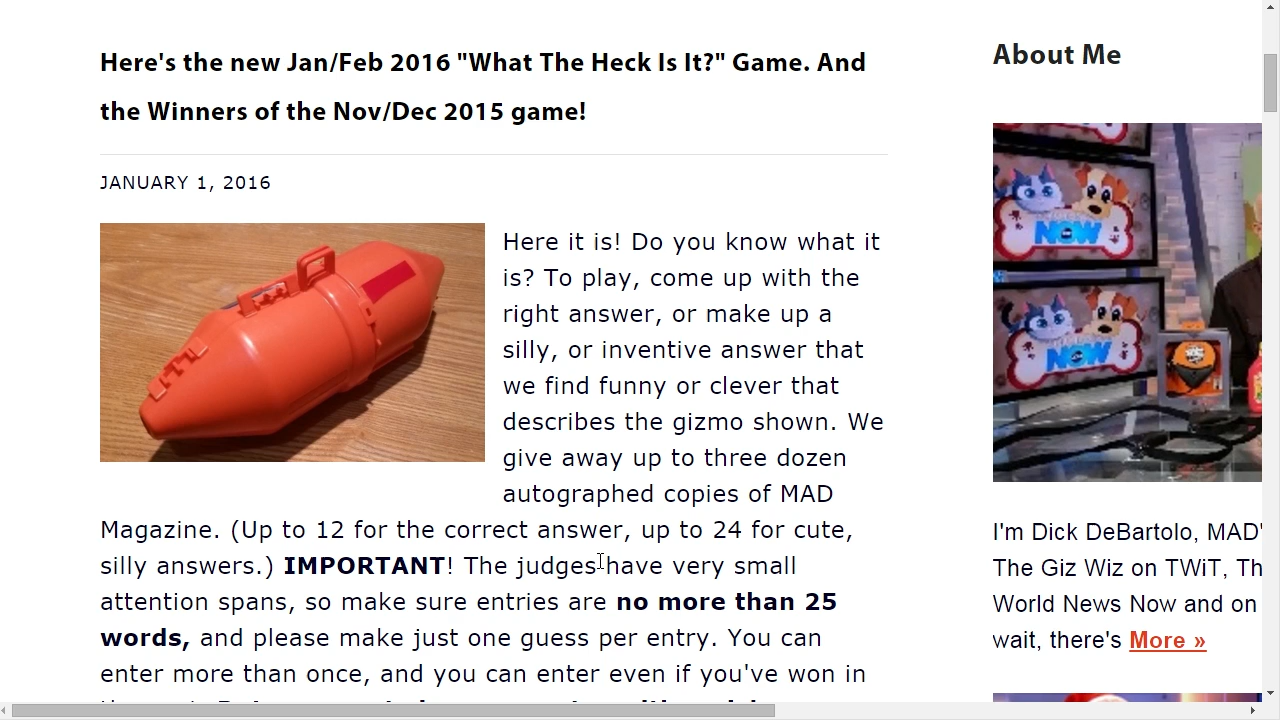 Here's the new Jan/Feb 2016 "What The Heck Is It?" Game. And
the Winners of the Nov/Dec 2015 game!
JANUARY 1, 2016
Here it is! Do you know what it
is? To play, come up with the
right answer, or make up a
silly, or inventive answer that
we find funny or clever that
describes the gizmo shown. We
give away up to three dozen
autographed copies of MAD
Magazine. (Up to 12 for the correct answer, up to 24 for cute,
silly answers.) IMPORTANT! The judges have very small
attention spans, so make sure entries are no more than 25
words, and please make just one guess per entry. You can
enter more than once, and you can enter even if you've won in
About Me
NOW
NOW
I'm Dick DeBartolo, MAD'
The Giz Wiz on TWiT, Th
World News Now and on
wait, there's More »